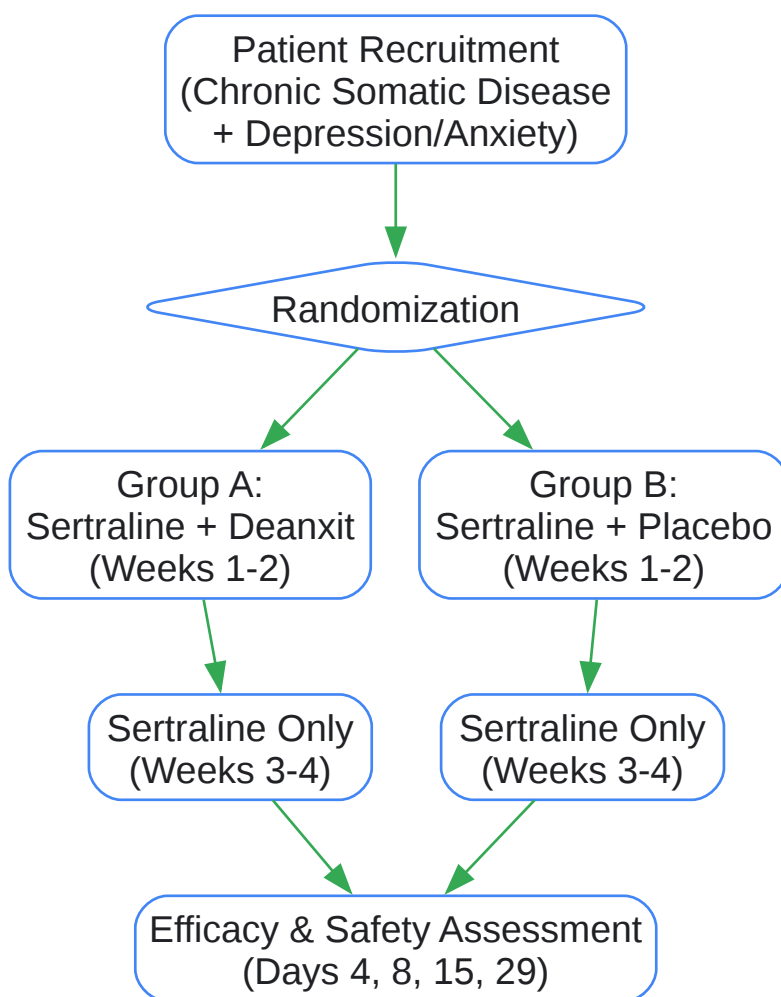 Patient Recruitment
(Chronic Somatic Disease
+ Depression/Anxiety)
Randomization
Group A:
Sertraline + Deanxit
(Weeks 1-2)
Group B:
Sertraline + Placebo
(Weeks 1-2)
Sertraline Only
(Weeks 3-4)
Sertraline Only
(Weeks 3-4)
Efficacy & Safety Assessment
(Days 4, 8, 15, 29)